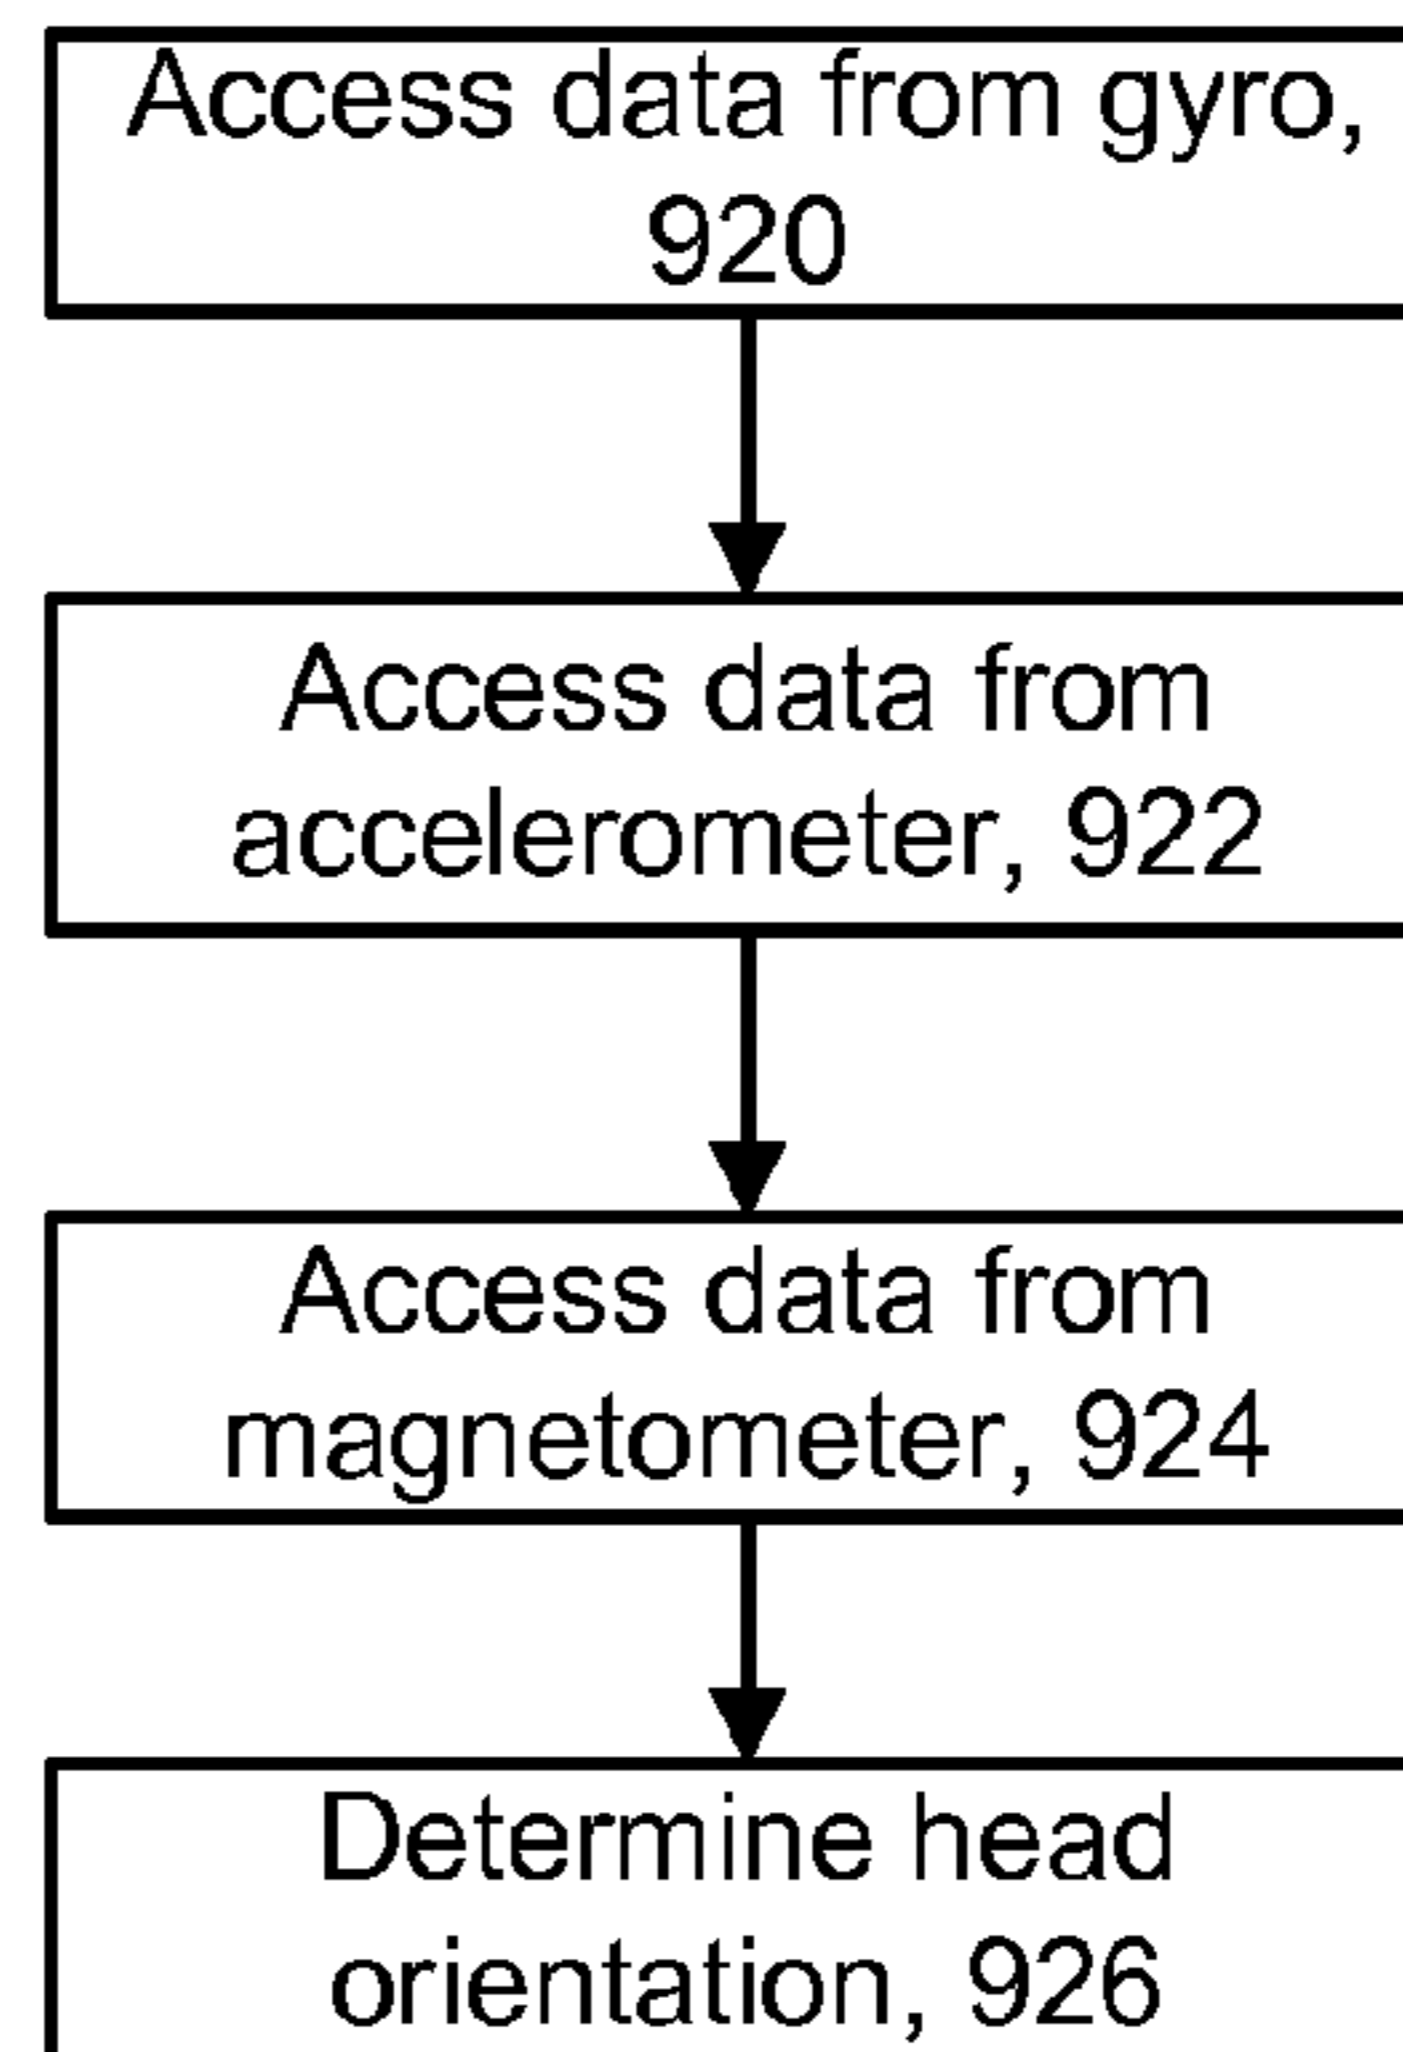 Access data from gyro,
920
Access data from
accelerometer, 922
Access data from
magnetometer, 924
Determine head
orientation, 926